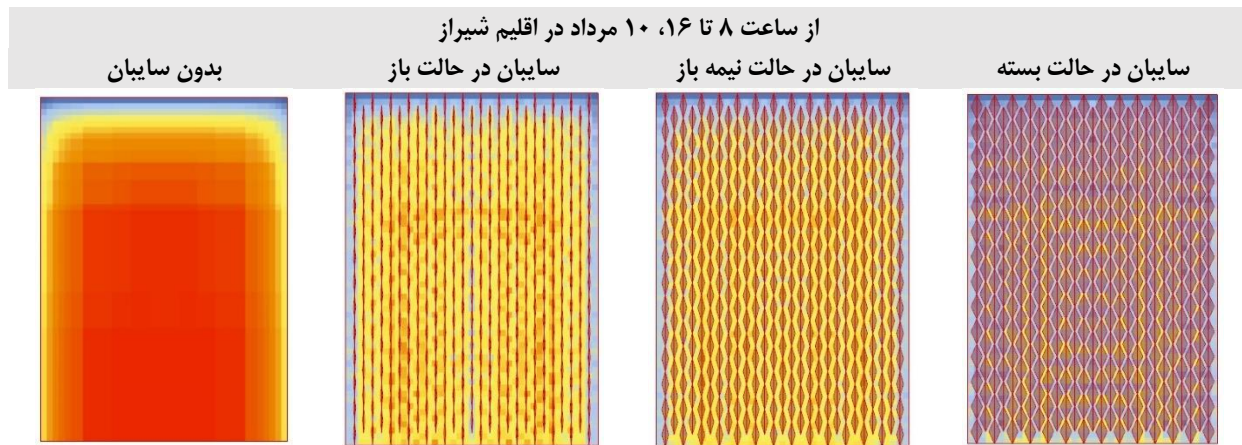 از ساعت ۸ تا ۱۶، ۱۰ مرداد در اقلیم شیراز
سایبان در حالت بسته
سایبان در حالت نیمه باز
سایبان در حالت باز
بدون سایبان